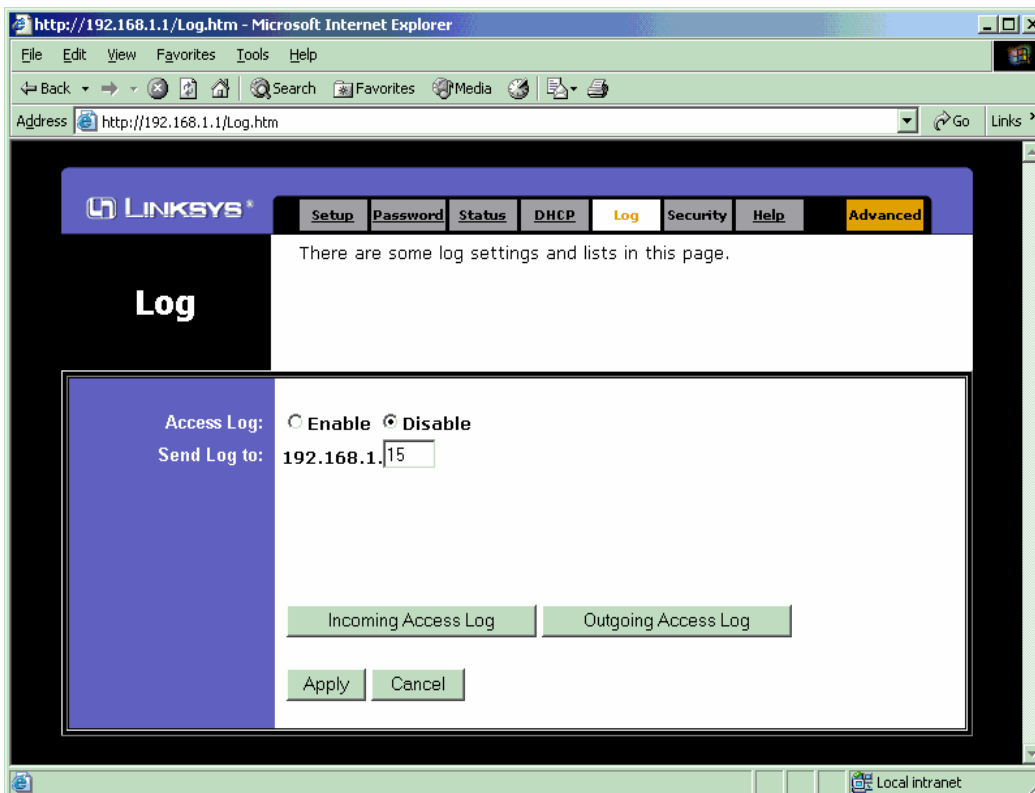 http://192.168.1.1/Log.htm - Microsoft Internet Explorer
File Edit View Favorites Tools Help
Back Search Favorites Media
Address http://192.168.1.1/Log.htm Go Links
LINKSYS® Setup Password Status DHCP Log Security Help Advanced
There are some log settings and lists in this page.
Log
Access Log: Enable Disable
Send Log to: 192.168.1. 15
Incoming Access Log Outgoing Access Log
Apply Cancel
Local intranet